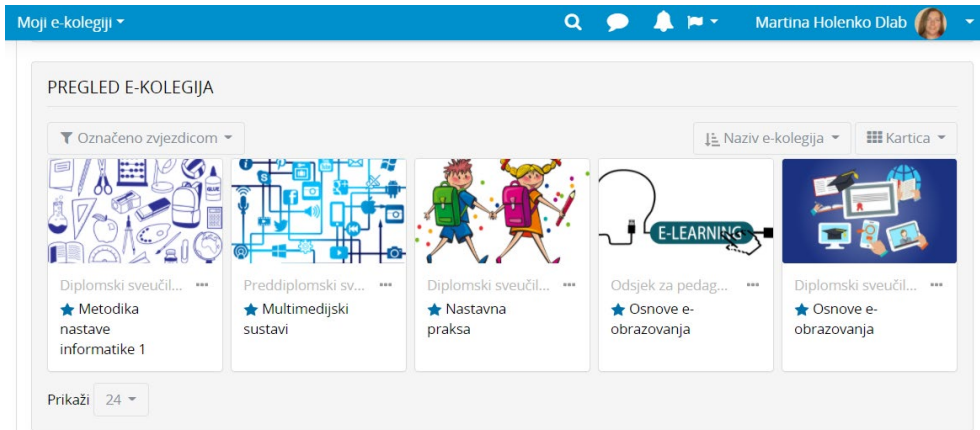 Moji e-kolegiji
Martina Holenko Dlab
PREGLED E-KOLEGIJA
Označeno zvjezdicom
Naziv e-kolegija
Kartica
GLUE
E-LEARNING
Diplomski sveučil...
Metodika
nastave
informatike 1
Preddiplomski sv...
Multimedijski
sustavi
Diplomski sveučil...
Nastavna
praksa
Odsjek za pedag...
Osnove e-
obrazovanja
Diplomski sveučil...
Osnove e-
obrazovanja
Prikaži 24